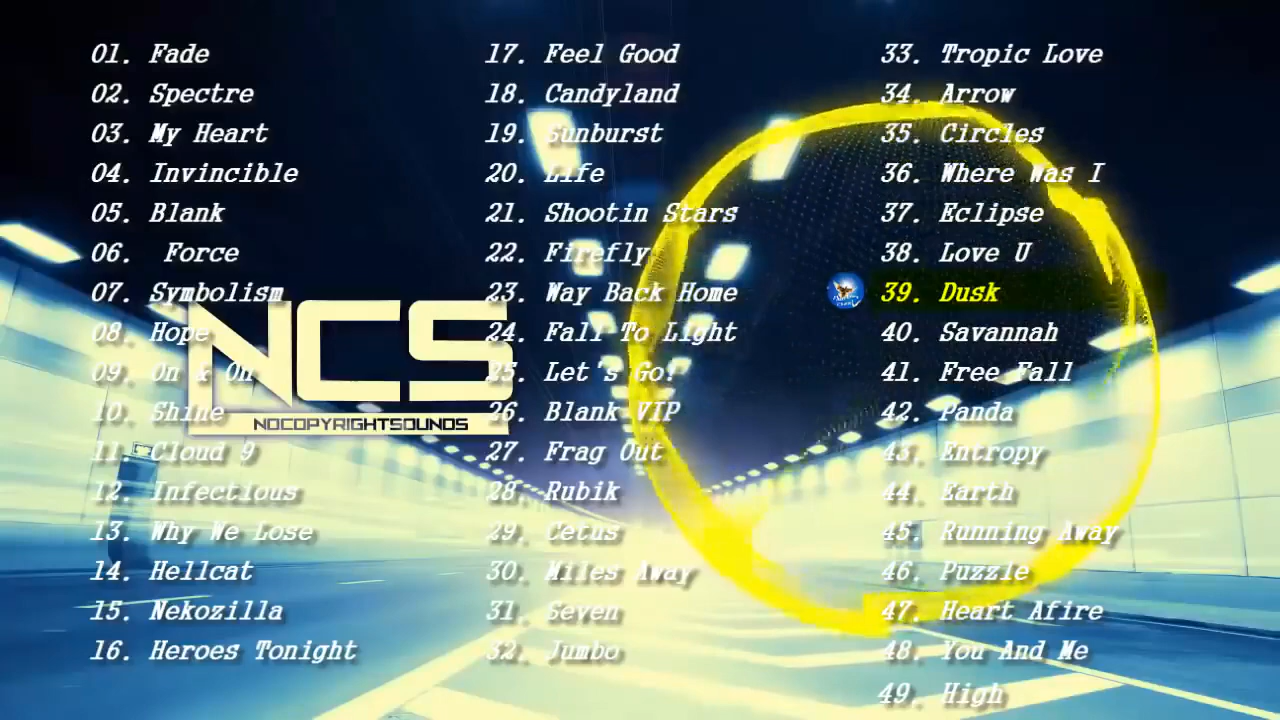 01. Fade
02. Spectre
03. My Heart
04. Invincible
05. Blank
06. Force
07. Symbolism
08. Hope
09. On & On
10. Shine
11. Cloud 9
12. Infectious
13. Why We Lose
14. Hellcat
15. Nekozilla
16. Heroes Tonight
NCS
NOCOPYRIGHTSOUNDS
17. Feel Good
18. Candyland
19. Sunburst
20. Life
21. Shootin Stars
22. Firefly
23. Way Back Home
24. Fall To Light
25. Let's Go!
26. Blank VIP
27. Frag Out
28. Rubik
29. Cetus
30. Miles Away
31. Seven
32. Jumbo
33. Tropic Love
34. Arrow
35. Circles
36. Where Was I
37. Eclipse
38. Love U
39. Dusk
40. Savannah
41. Free Fall
42. Panda
43. Entropy
44. Earth
45. Running Away
46. Puzzle
47. Heart Afire
48. You And Me
49. High